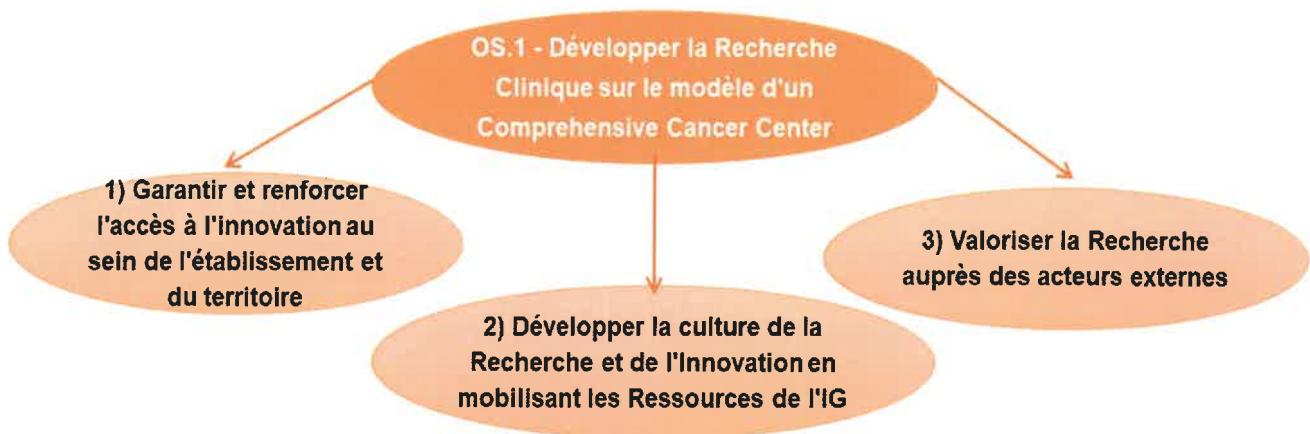 OS.1 - Développer la Recherche
Clinique sur le modèle d'un
Comprehensive Cancer Center
1) Garantir et renforcer
l'accès à l'innovation au
sein de l'établissement et
du territoire
2) Développer la culture de la
Recherche et de l'Innovation en
mobilisant les Ressources de l'IG
3) Valoriser la Recherche
auprès des acteurs externes